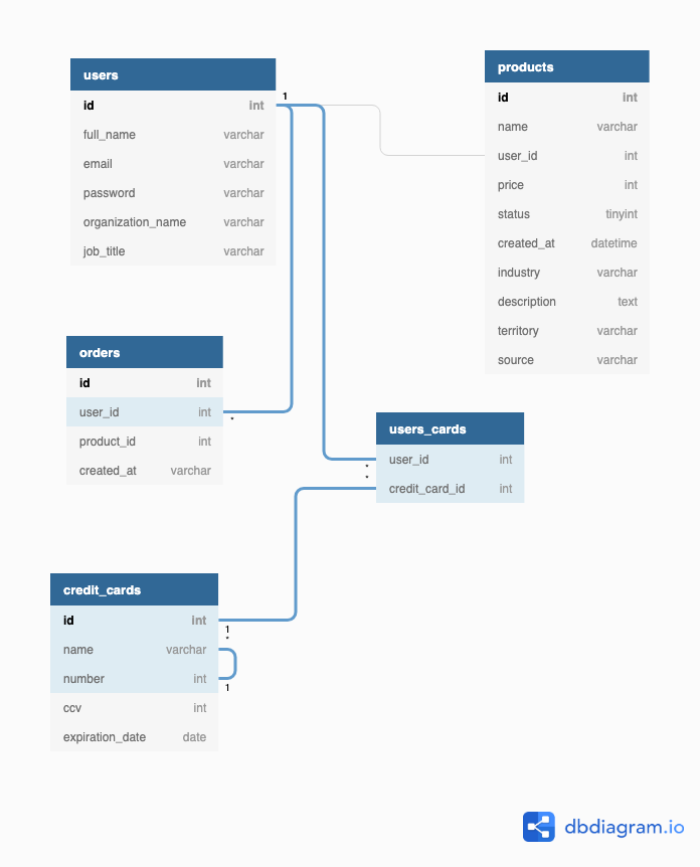 users
id int
full_name varchar
email varchar
password varchar
organization_name varchar
job_title varchar
1
products
id int
name varchar
user_id int
price int
status tinyint
created_at datetime
industry varchar
description text
territory varchar
source varchar
orders
id int
user_id int
*
product_id int
created_at varchar
users_cards
user_id int
*
*
credit_card_id int
credit_cards
id int
1
*
name varchar
number int
1
ccv int
expiration_date date
dbdiagram.io